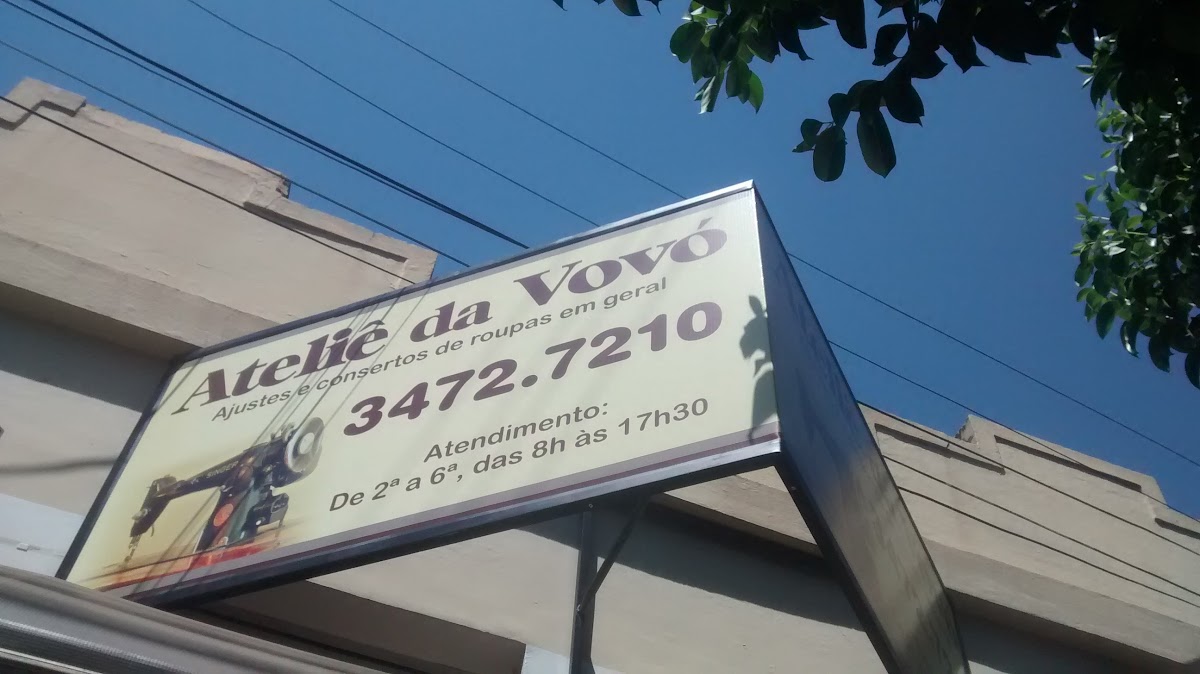 Ateliê da Vovó
Ajustes e consertos de roupas em geral
3472.7210
Atendimento:
De 2ª a 6ª, das 8h às 17h30
SINGER